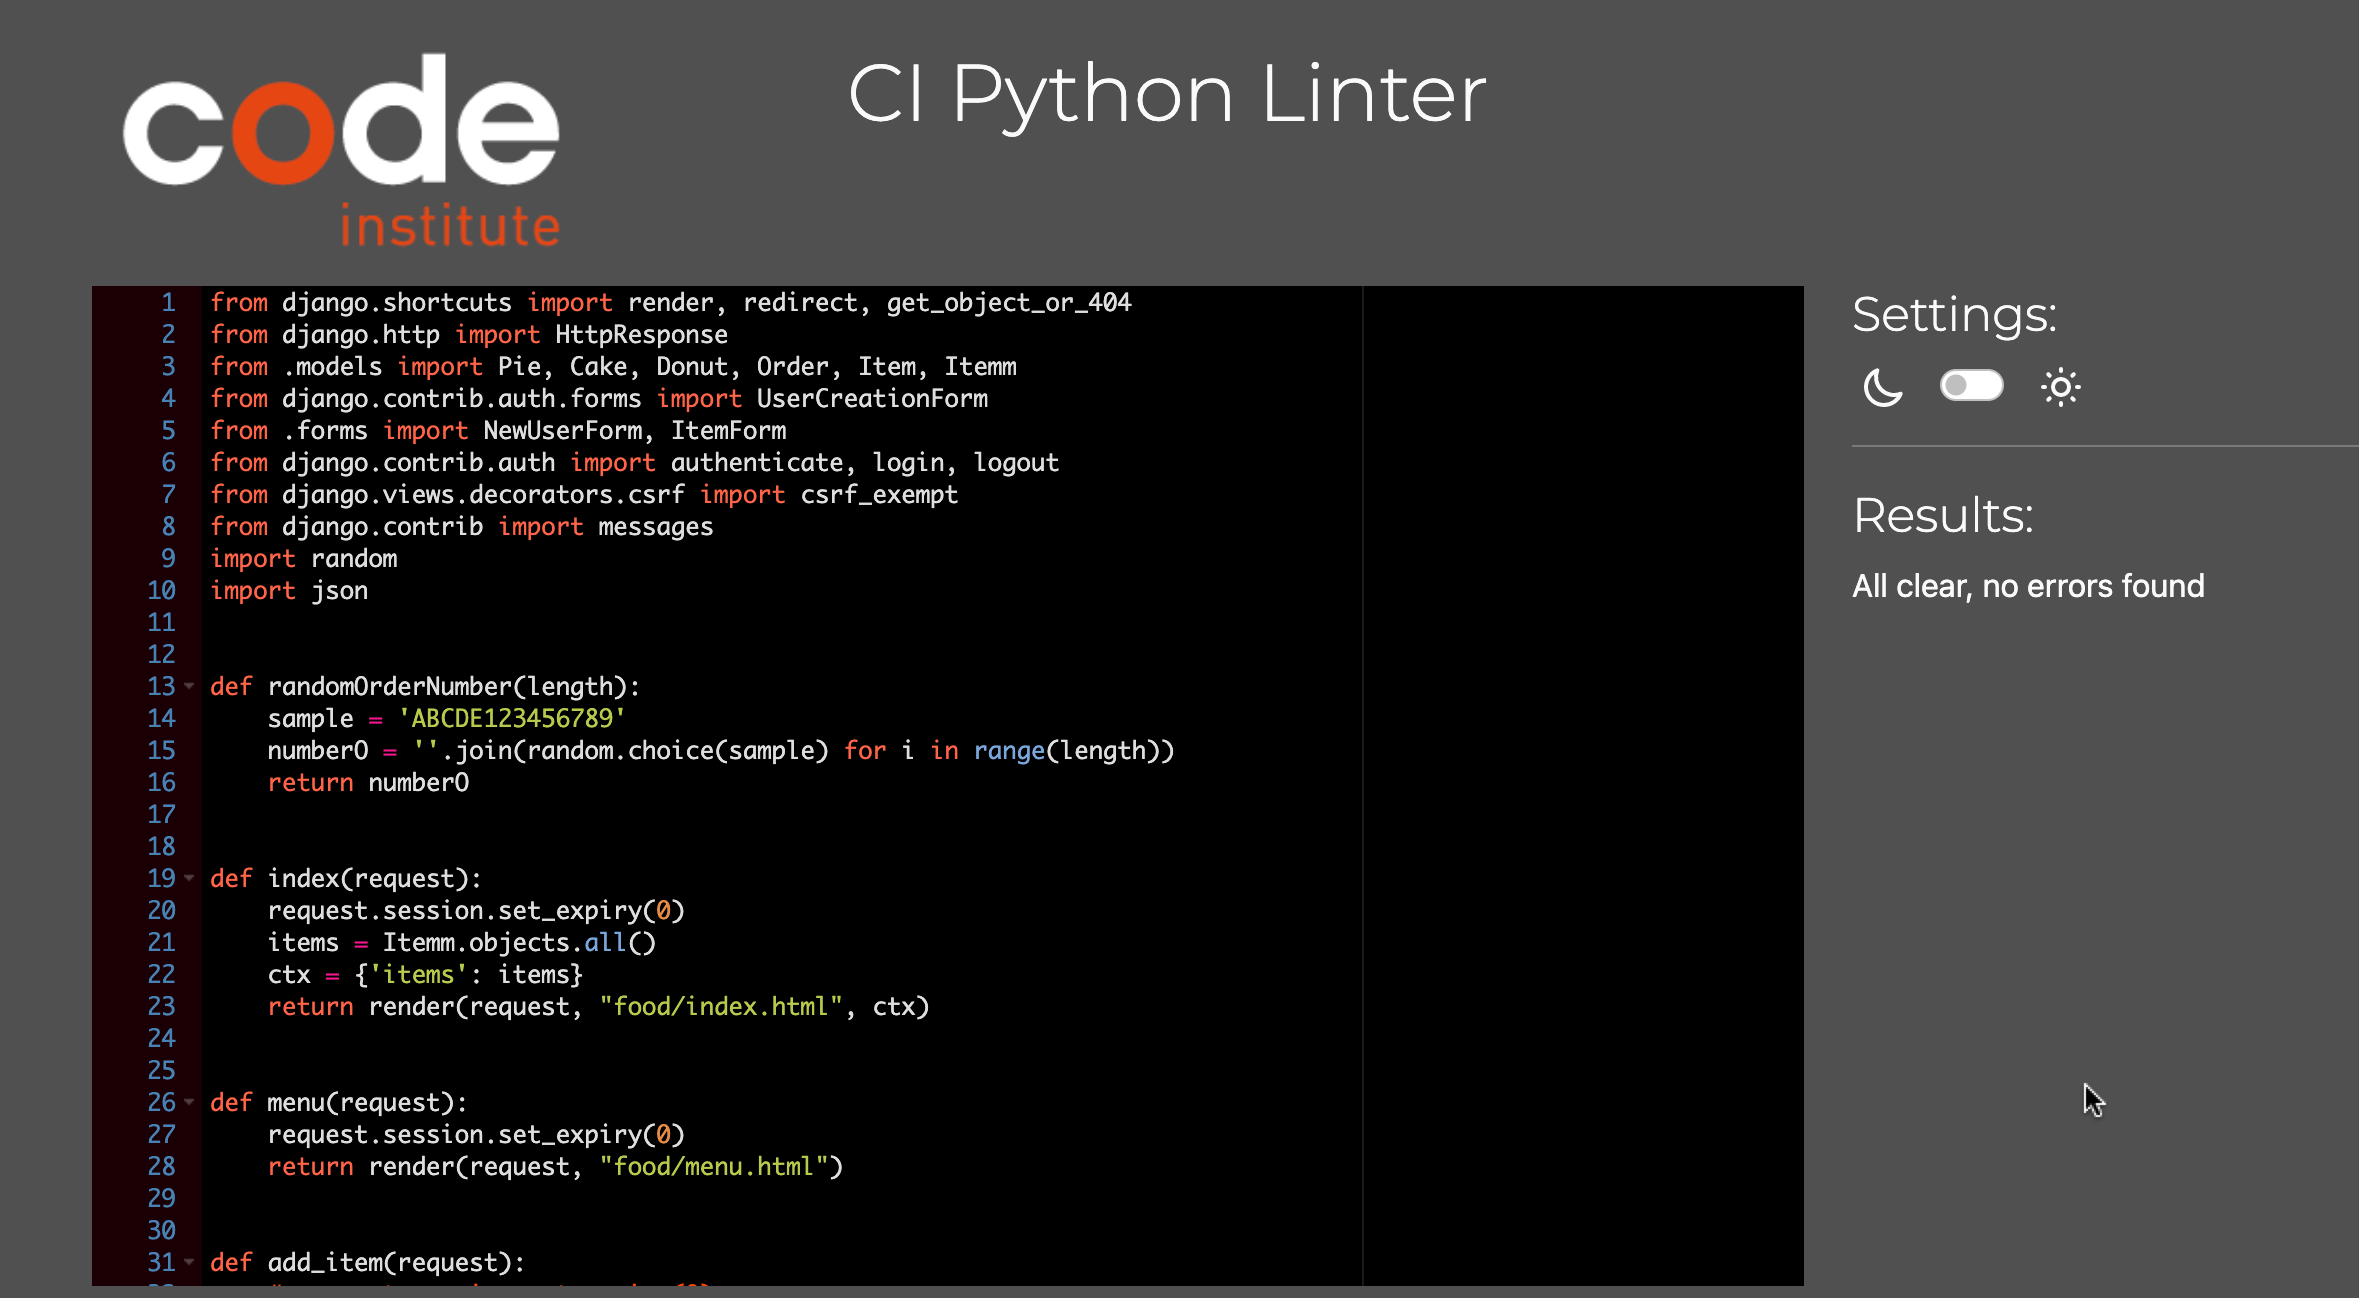 code
institute
CI Python Linter
1 from django.shortcuts import render, redirect, get_object_or_404
2 from django.http import HttpResponse
3 from .models import Pie, Cake, Donut, Order, Item, Itemm
4 from django.contrib.auth.forms import UserCreationForm
5 from .forms import NewUserForm, ItemForm
6 from django.contrib.auth import authenticate, login, logout
7 from django.views.decorators.csrf import csrf_exempt
8 from django.contrib import messages
9 import random
10 import json
11
12
13 def randomOrderNumber(length):
14     sample = 'ABCDE123456789'
15     numberO = ''.join(random.choice(sample) for i in range(length))
16     return numberO
17
18
19 def index(request):
20     request.session.set_expiry(0)
21     items = Itemm.objects.all()
22     ctx = {'items': items}
23     return render(request, "food/index.html", ctx)
24
25
26 def menu(request):
27     request.session.set_expiry(0)
28     return render(request, "food/menu.html")
29
30
31 def add_item(request):
Settings:
Results:
All clear, no errors found